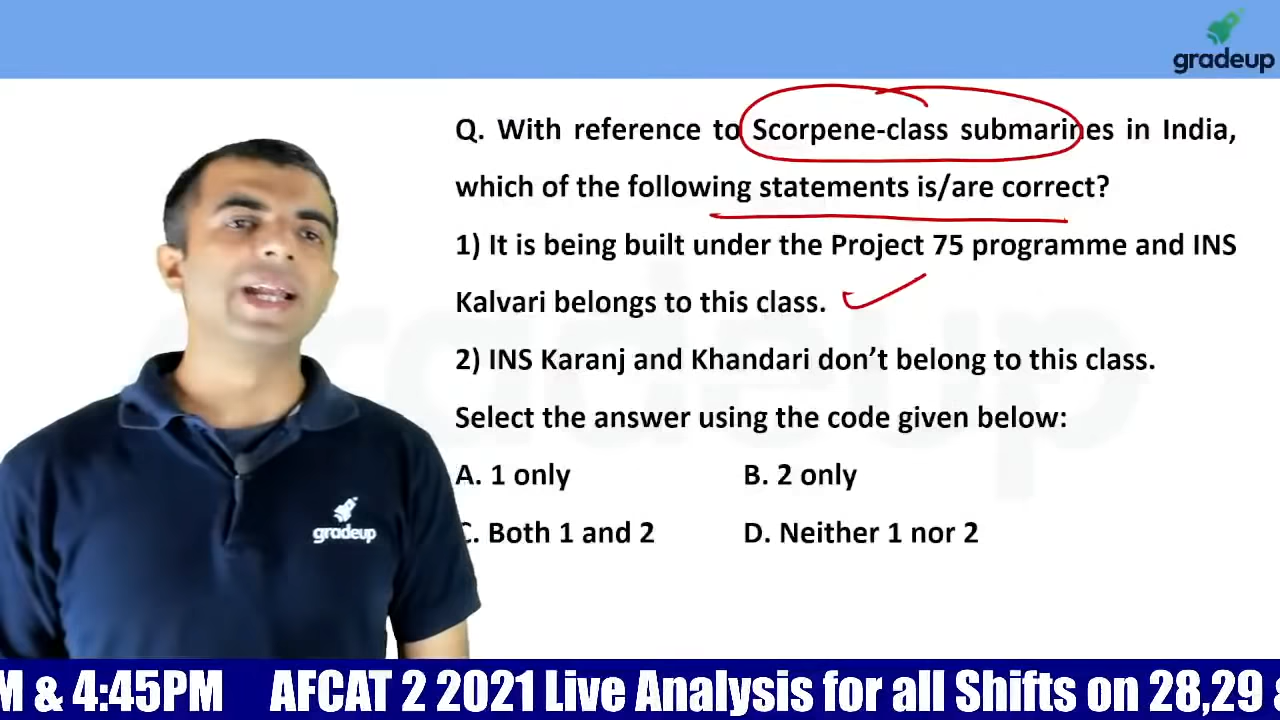 gradeup
Q. With reference to Scorpene-class submarines in India,
which of the following statements is/are correct?
1) It is being built under the Project 75 programme and INS
Kalvari belongs to this class.
2) INS Karanj and Khandari don’t belong to this class.
Select the answer using the code given below:
A. 1 only B. 2 only
C. Both 1 and 2 D. Neither 1 nor 2
gradeup
gradeup
M & 4:45PM AFCAT 2 2021 Live Analysis for all Shifts on 28,29 &